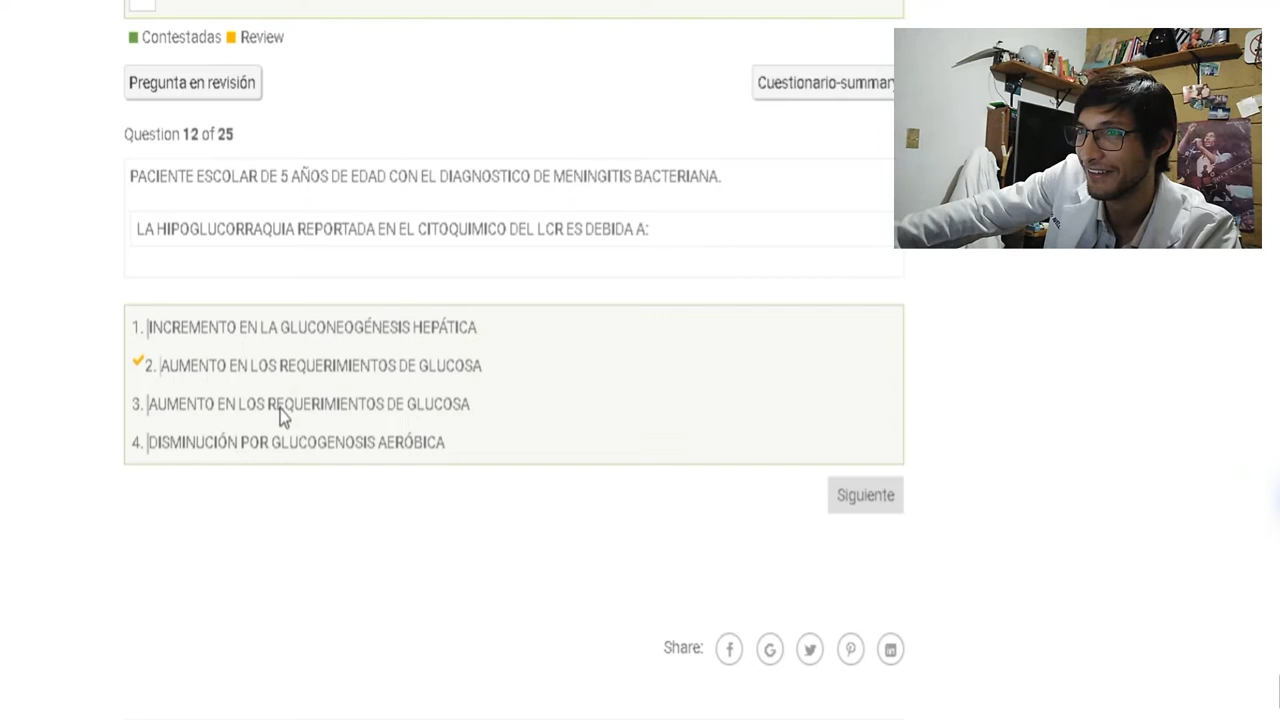 Contestadas Review
Pregunta en revisión
Cuestionario-summary
Question 12 of 25
PACIENTE ESCOLAR DE 5 AÑOS DE EDAD CON EL DIAGNOSTICO DE MENINGITIS BACTERIANA.
LA HIPOGLUCORRAQUIA REPORTADA EN EL CITOQUIMICO DEL LCR ES DEBIDA A:
1. INCREMENTO EN LA GLUCONEOGÉNESIS HEPÁTICA
2. AUMENTO EN LOS REQUERIMIENTOS DE GLUCOSA
3. AUMENTO EN LOS REQUERIMIENTOS DE GLUCOSA
4. DISMINUCIÓN POR GLUCOGENOSIS AERÓBICA
Siguiente
Share: